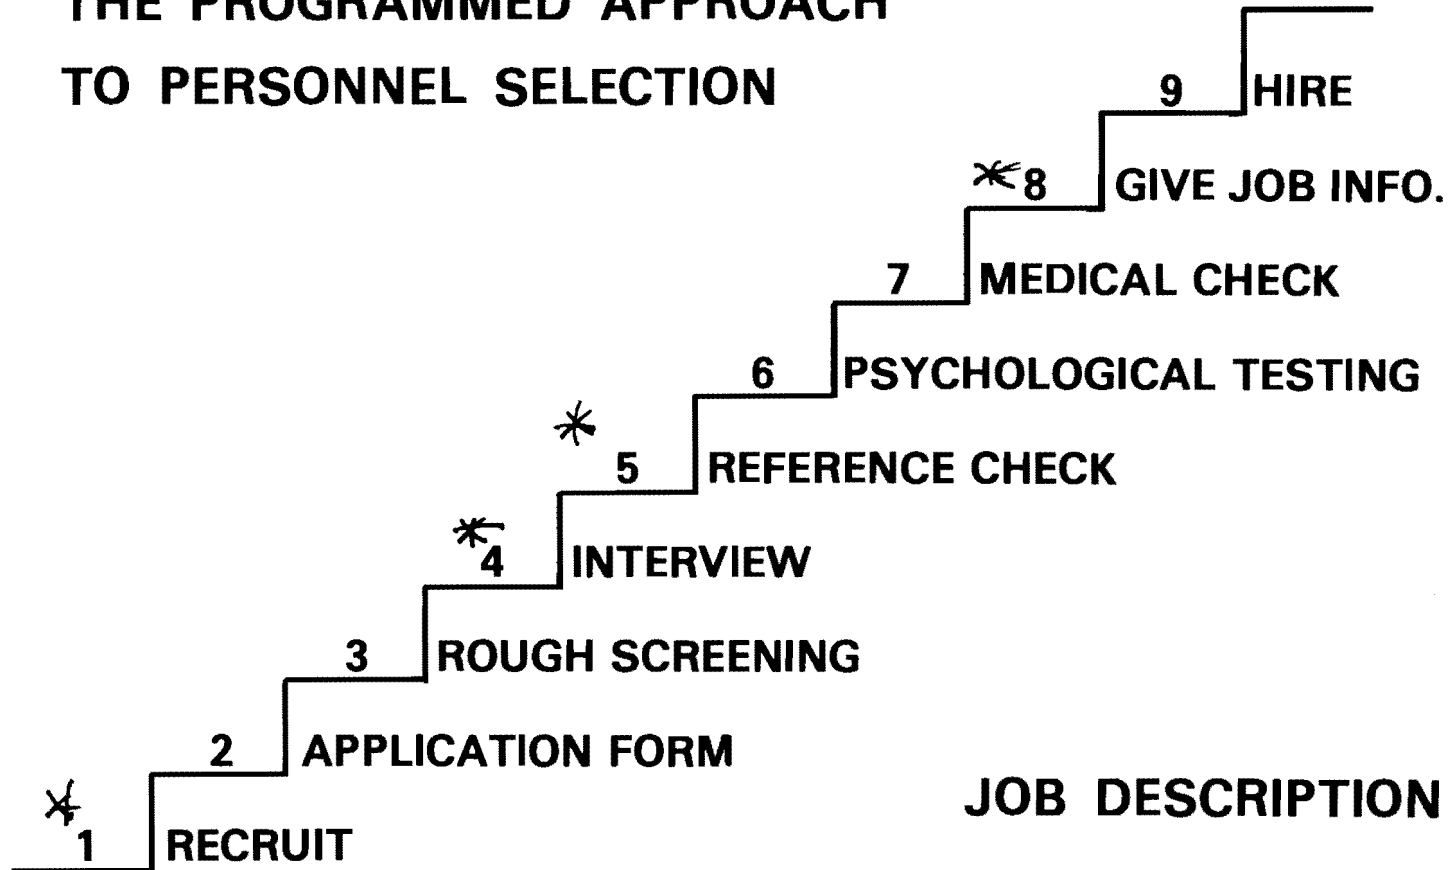 THE PROGRAMMED APPROACH
TO PERSONNEL SELECTION
9 HIRE
* 8 GIVE JOB INFO.
7 MEDICAL CHECK
6 PSYCHOLOGICAL TESTING
* 5 REFERENCE CHECK
* 4 INTERVIEW
3 ROUGH SCREENING
2 APPLICATION FORM
JOB DESCRIPTION
* 1 RECRUIT